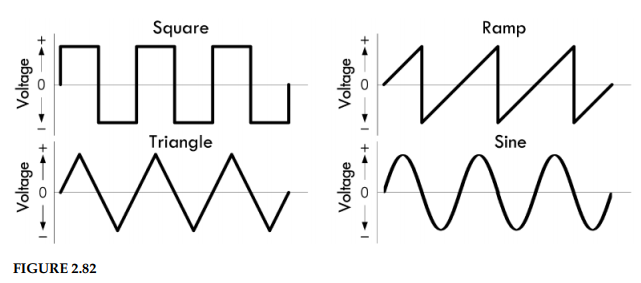 Square
+
Voltage
0
−
Ramp
+
Voltage
0
−
Triangle
+
Voltage
0
−
Sine
+
Voltage
0
−
FIGURE 2.82